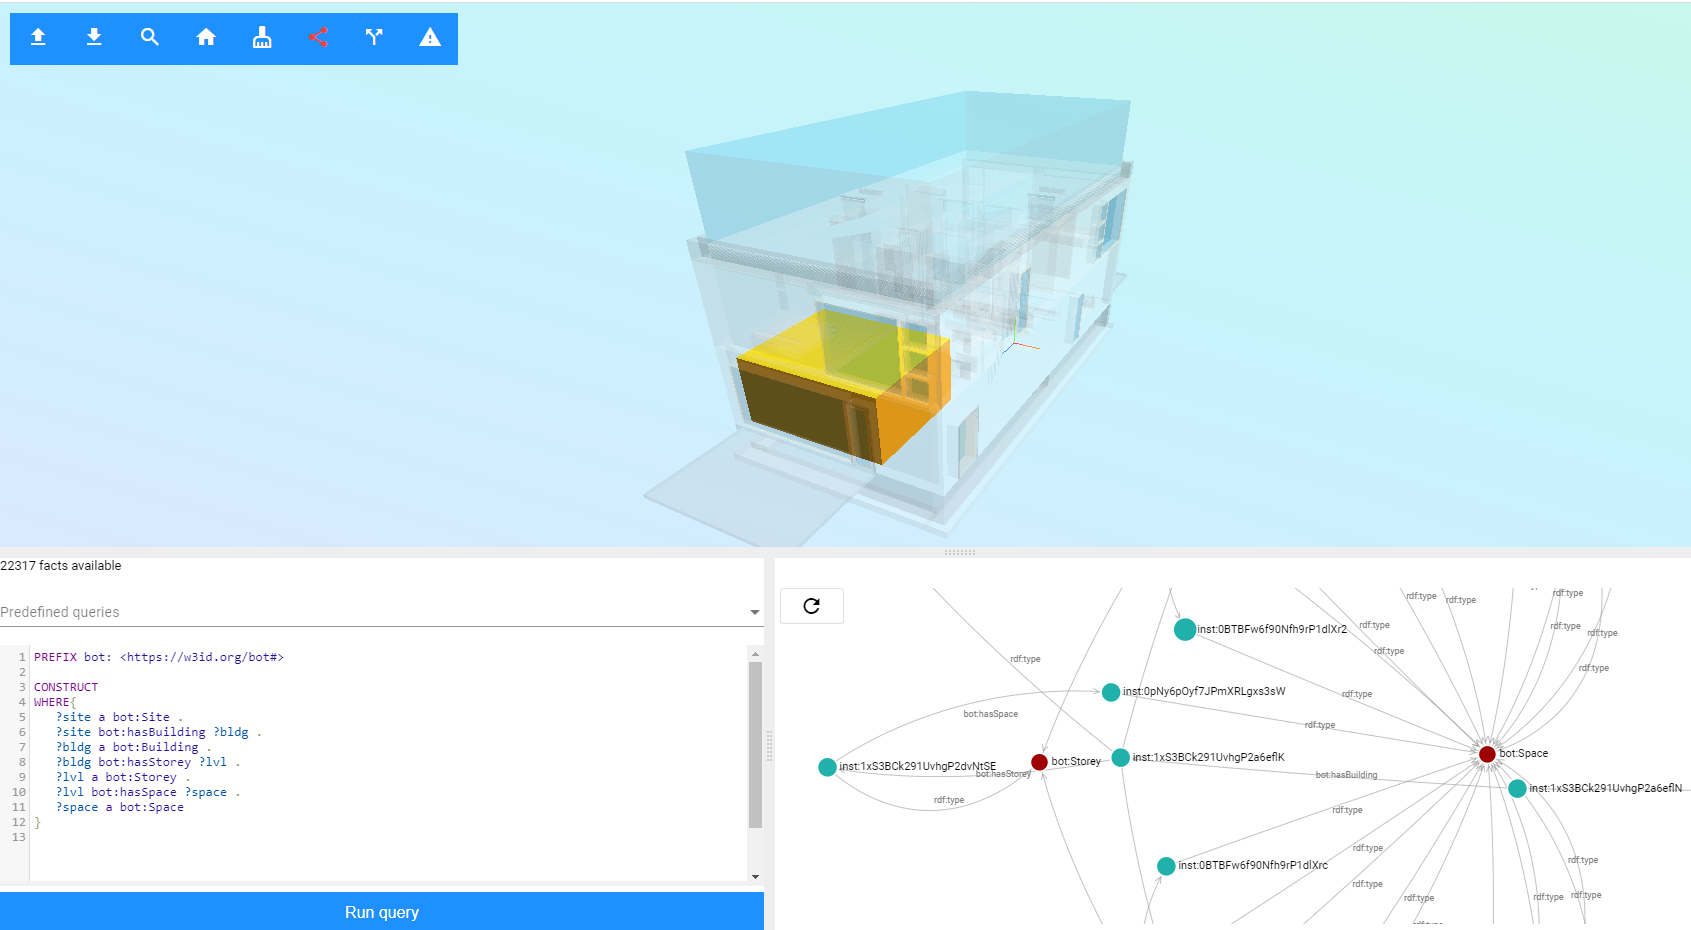 22317 facts available
Predefined queries
1 PREFIX bot: <https://w3id.org/bot#>
2
3 CONSTRUCT
4 WHERE{
5 ?site a bot:Site .
6 ?site bot:hasBuilding ?bldg .
7 ?bldg a bot:Building .
8 ?bldg bot:hasStorey ?lvl .
9 ?lvl a bot:Storey .
10 ?lvl bot:hasSpace ?space .
11 ?space a bot:Space
12 }
13
Run query
rdf:type
rdf:type
rdf:type
rdf:type
rdf:type
rdf:type
inst:0BTBFw6f90Nfh9rP1dlXr2
rdf:type
rdf:type
rdf:type
inst:0pNy6pOyf7JPmXRLgxs3sW
rdf:type
bot:hasSpace
rdf:type
bot:Space
inst:1xS3BCk291UvhgP2a6eflK
bot:Storey
inst:1xS3BCk291UvhgP2dvNtSE
bot:hasStorey
bot:hasBuilding
inst:1xS3BCk291UvhgP2a6eflN
rdf:type
rdf:type
rdf:type
rdf:type
inst:0BTBFw6f90Nfh9rP1dlXrc
rdf:type
rdf:type
rdf:type
rdf:type